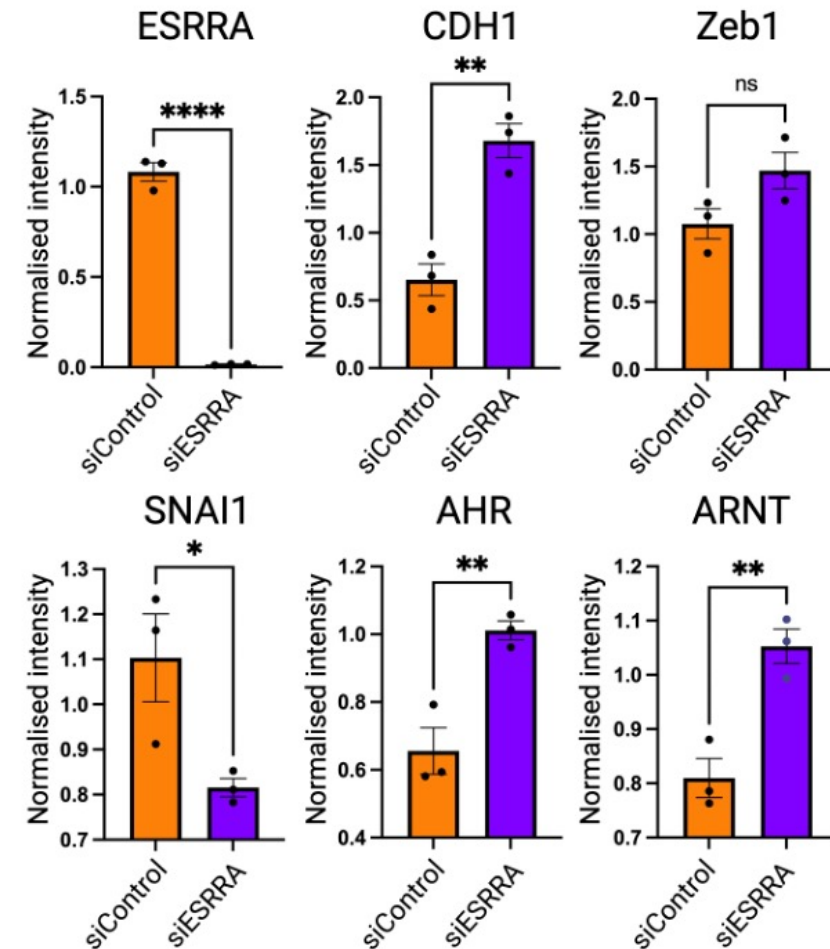 ESRRA
CDH1
Zeb1
Normalised intensity
1.5
1.0
0.5
0.0
****
siControl
siESRRA
Normalised intensity
2.0
1.5
1.0
0.5
0.0
**
siControl
siESRRA
Normalised intensity
2.0
1.5
1.0
0.5
0.0
ns
siControl
siESRRA
SNAI1
AHR
ARNT
Normalised intensity
1.3
1.2
1.1
1.0
0.9
0.8
0.7
*
siControl
siESRRA
Normalised intensity
1.2
1.0
0.8
0.6
0.4
**
siControl
siESRRA
Normalised intensity
1.2
1.1
1.0
0.9
0.8
0.7
**
siControl
siESRRA